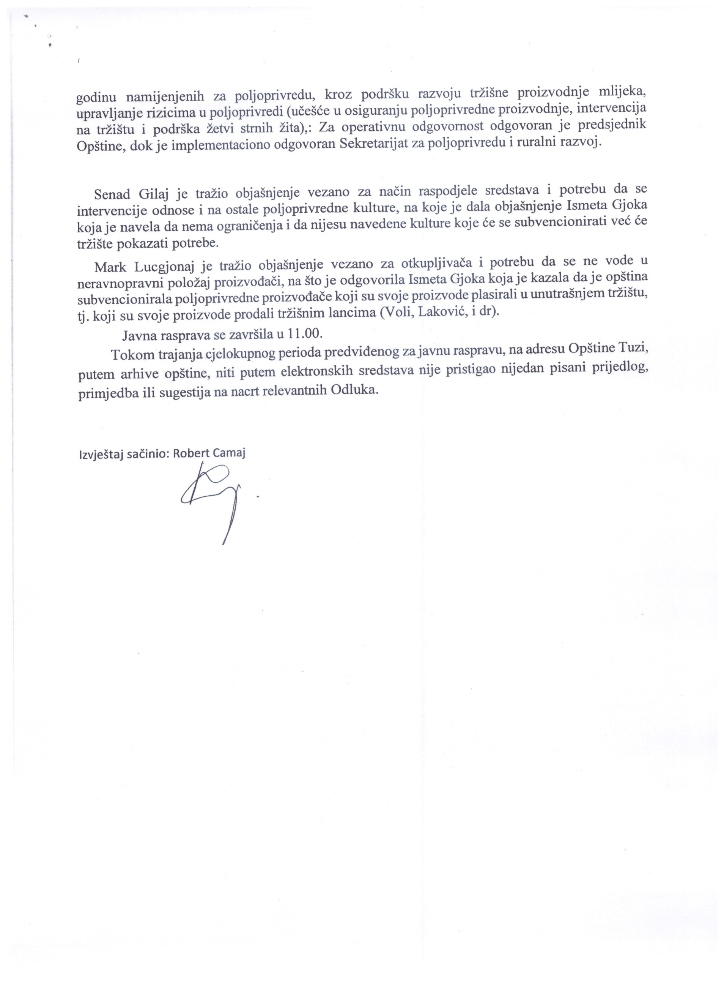 godinu namijenjenih za poljoprivredu, kroz podršku razvoju tržišne proizvodnje mlijeka,
upravljanje rizicima u poljoprivredi (učešće u osiguranju poljoprivredne proizvodnje, intervencija
na tržištu i podrška žetvi strnih žita),: Za operativnu odgovornost odgovoran je predsjednik
Opštine, dok je implementaciono odgovoran Sekretarijat za poljoprivredu i ruralni razvoj.
Senad Gilaj je tražio objašnjenje vezano za način raspodjele sredstava i potrebu da se
intervencije odnose i na ostale poljoprivredne kulture, na koje je dala objašnjenje Ismeta Gjoka
koja je navela da nema ograničenja i da nijesu navedene kulture koje će se subvencionirati već će
tržište pokazati potrebe.
Mark Lucgjonaj je tražio objašnjenje vezano za otkupljivača i potrebu da se ne vode u
neravnopravni položaj proizvođači, na što je odgovorila Ismeta Gjoka koja je kazala da je opština
subvencionirala poljoprivredne proizvođače koji su svoje proizvode plasirali u unutrašnjem tržištu,
tj. koji su svoje proizvode prodali tržišnim lancima (Voli, Laković, i dr).
Javna rasprava se završila u 11.00.
Tokom trajanja cjelokupnog perioda predviđenog za javnu raspravu, na adresu Opštine Tuzi,
putem arhive opštine, niti putem elektronskih sredstava nije pristigao nijedan pisani prijedlog,
primjedba ili sugestija na nacrt relevantnih Odluka.
Izvještaj sačinio: Robert Camaj